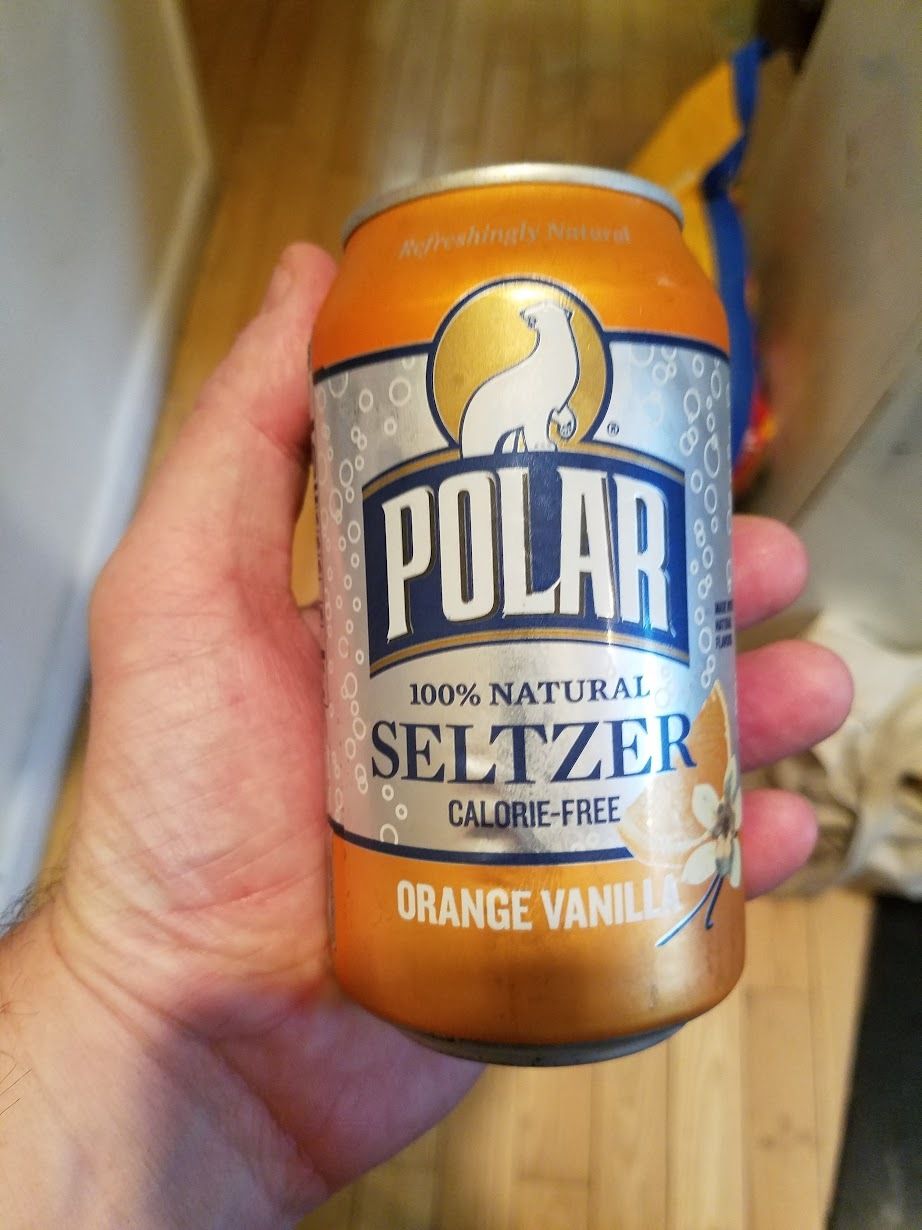 Refreshingly Natural
®
POLAR
100% NATURAL
SELTZER
CALORIE-FREE
ORANGE VANILLA